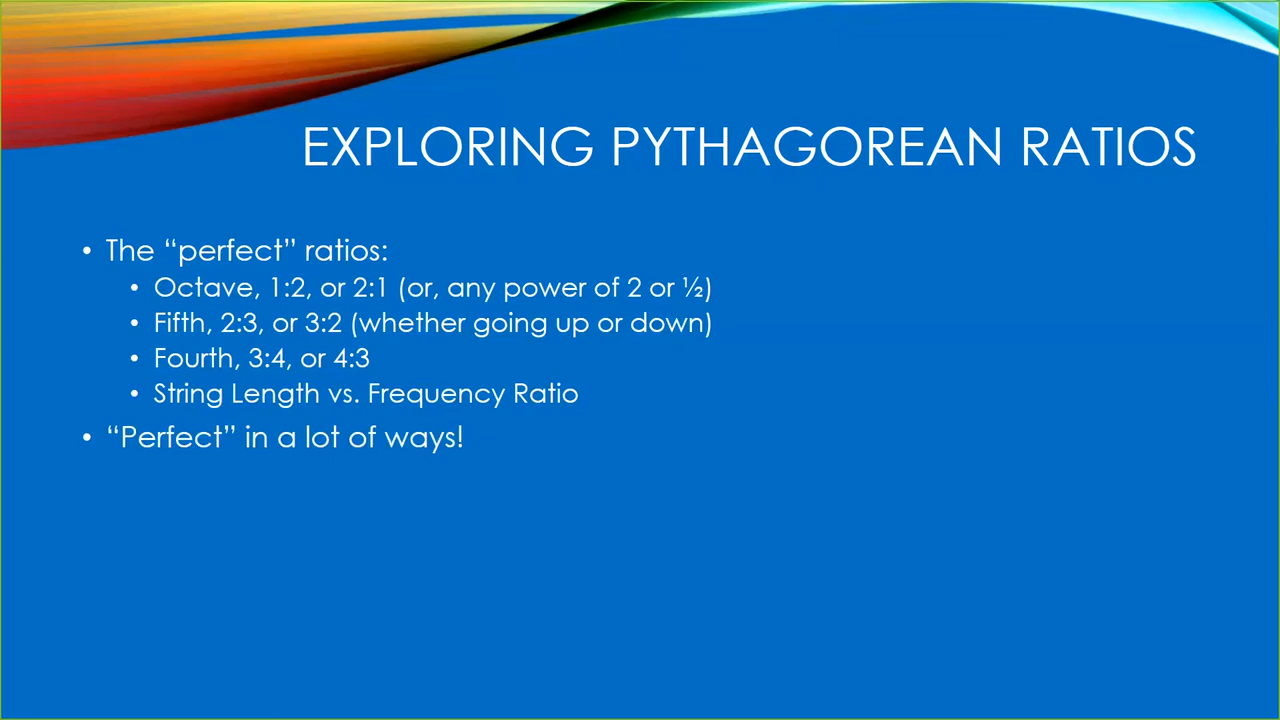 EXPLORING PYTHAGOREAN RATIOS
• The “perfect” ratios:
• Octave, 1:2, or 2:1 (or, any power of 2 or ½)
• Fifth, 2:3, or 3:2 (whether going up or down)
• Fourth, 3:4, or 4:3
• String Length vs. Frequency Ratio
• “Perfect” in a lot of ways!